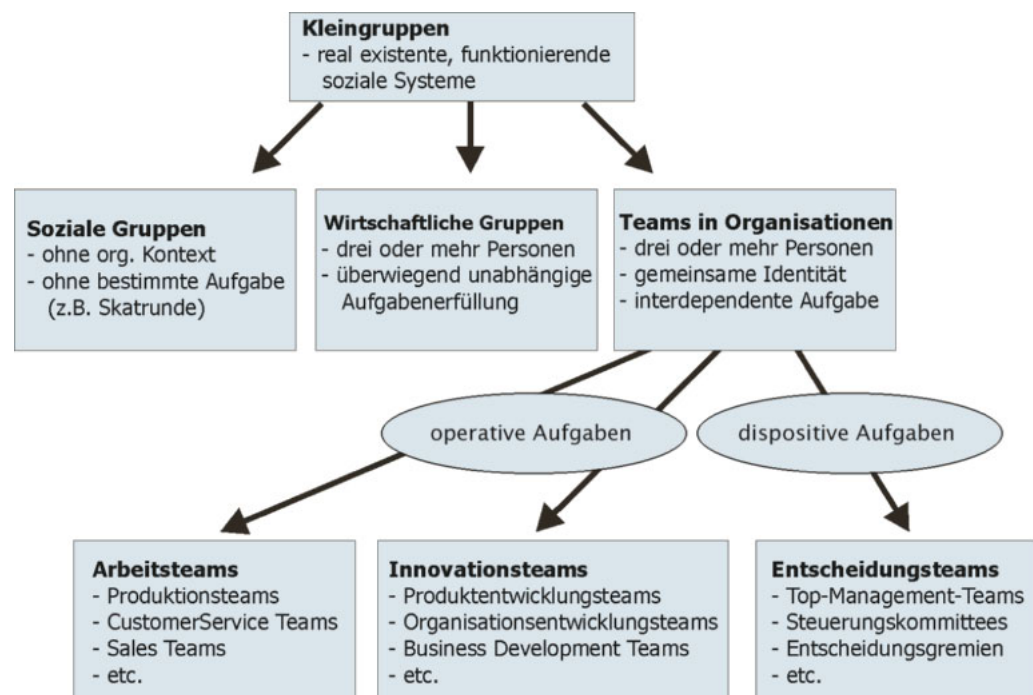 Kleingruppen
- real existente, funktionierende
soziale Systeme
Soziale Gruppen
- ohne org. Kontext
- ohne bestimmte Aufgabe
(z.B. Skatrunde)
Wirtschaftliche Gruppen
- drei oder mehr Personen
- überwiegend unabhängige
Aufgabenerfüllung
Teams in Organisationen
- drei oder mehr Personen
- gemeinsame Identität
- interdependente Aufgabe
operative Aufgaben
dispositive Aufgaben
Arbeitsteams
- Produktionsteams
- CustomerService Teams
- Sales Teams
- etc.
Innovationsteams
- Produktentwicklungsteams
- Organisationsentwicklungsteams
- Business Development Teams
- etc.
Entscheidungsteams
- Top-Management-Teams
- Steuerungskommittees
- Entscheidungsgremien
- etc.